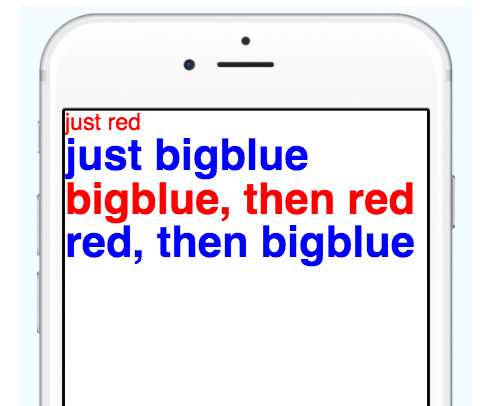 just red
just bigblue
bigblue, then red
red, then bigblue